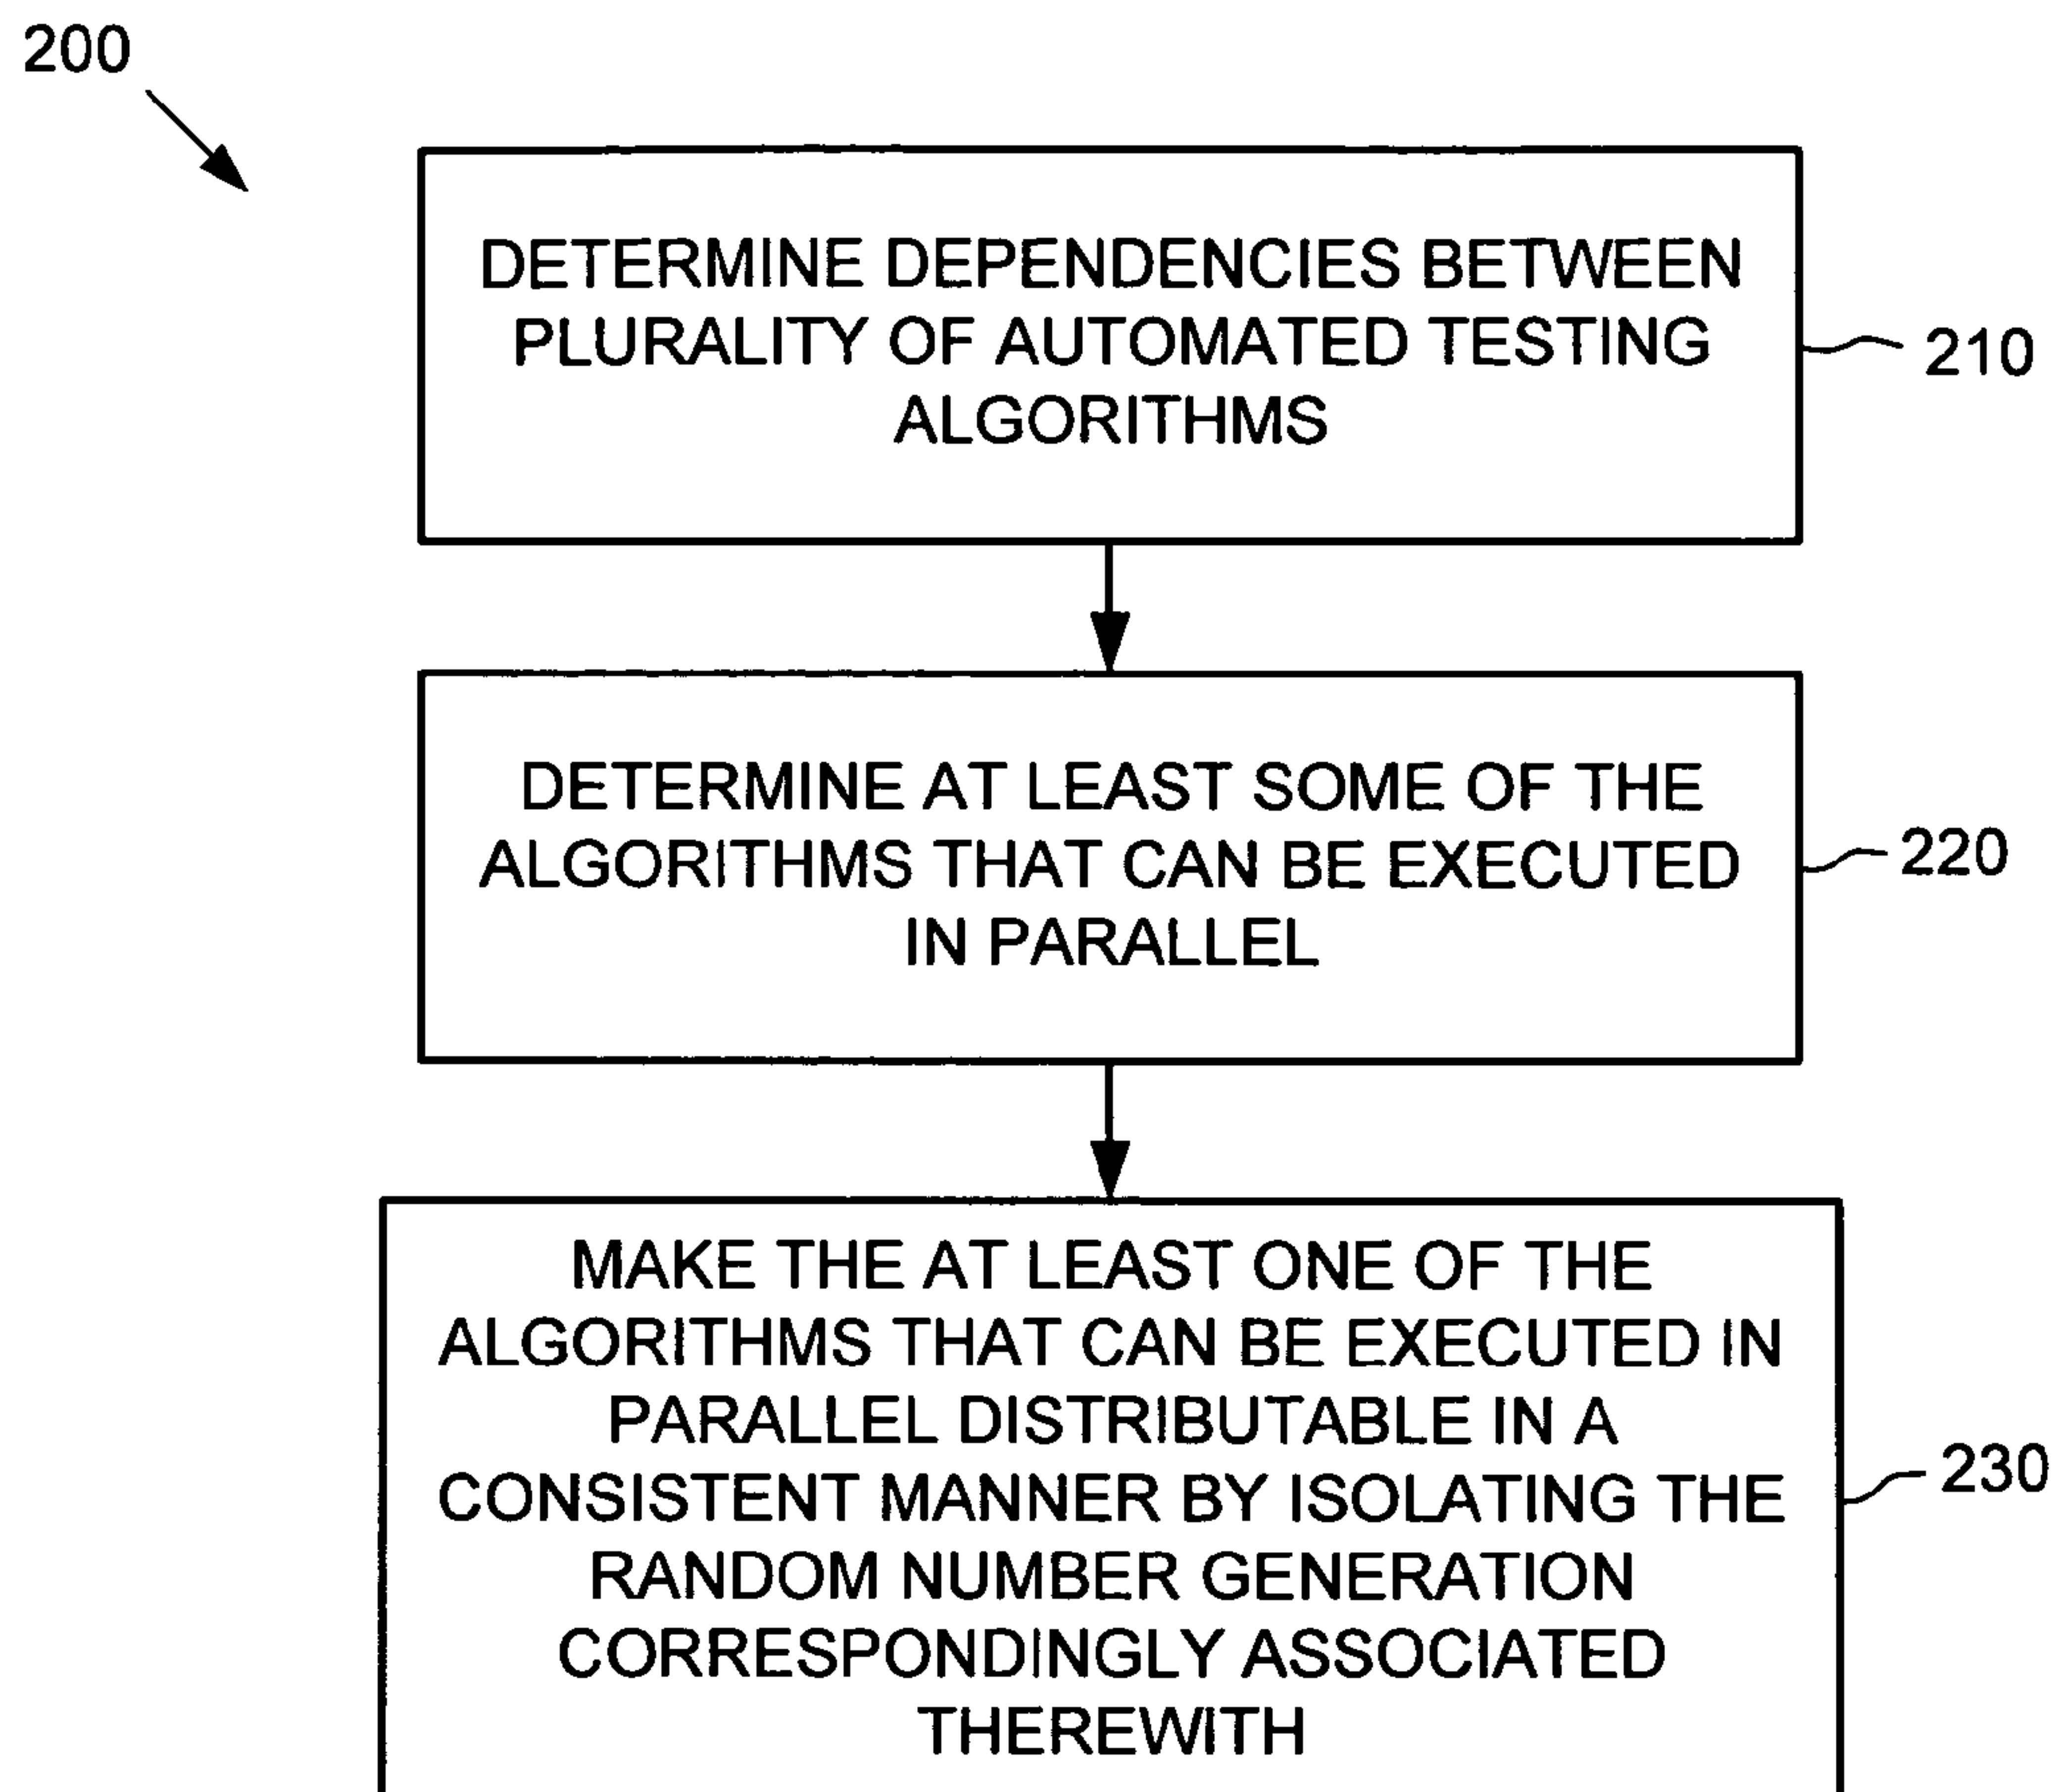 200
DETERMINE DEPENDENCIES BETWEEN
PLURALITY OF AUTOMATED TESTING
ALGORITHMS
210
DETERMINE AT LEAST SOME OF THE
ALGORITHMS THAT CAN BE EXECUTED
IN PARALLEL
220
MAKE THE AT LEAST ONE OF THE
ALGORITHMS THAT CAN BE EXECUTED IN
PARALLEL DISTRIBUTABLE IN A
CONSISTENT MANNER BY ISOLATING THE
RANDOM NUMBER GENERATION
CORRESPONDINGLY ASSOCIATED
THEREWITH
230